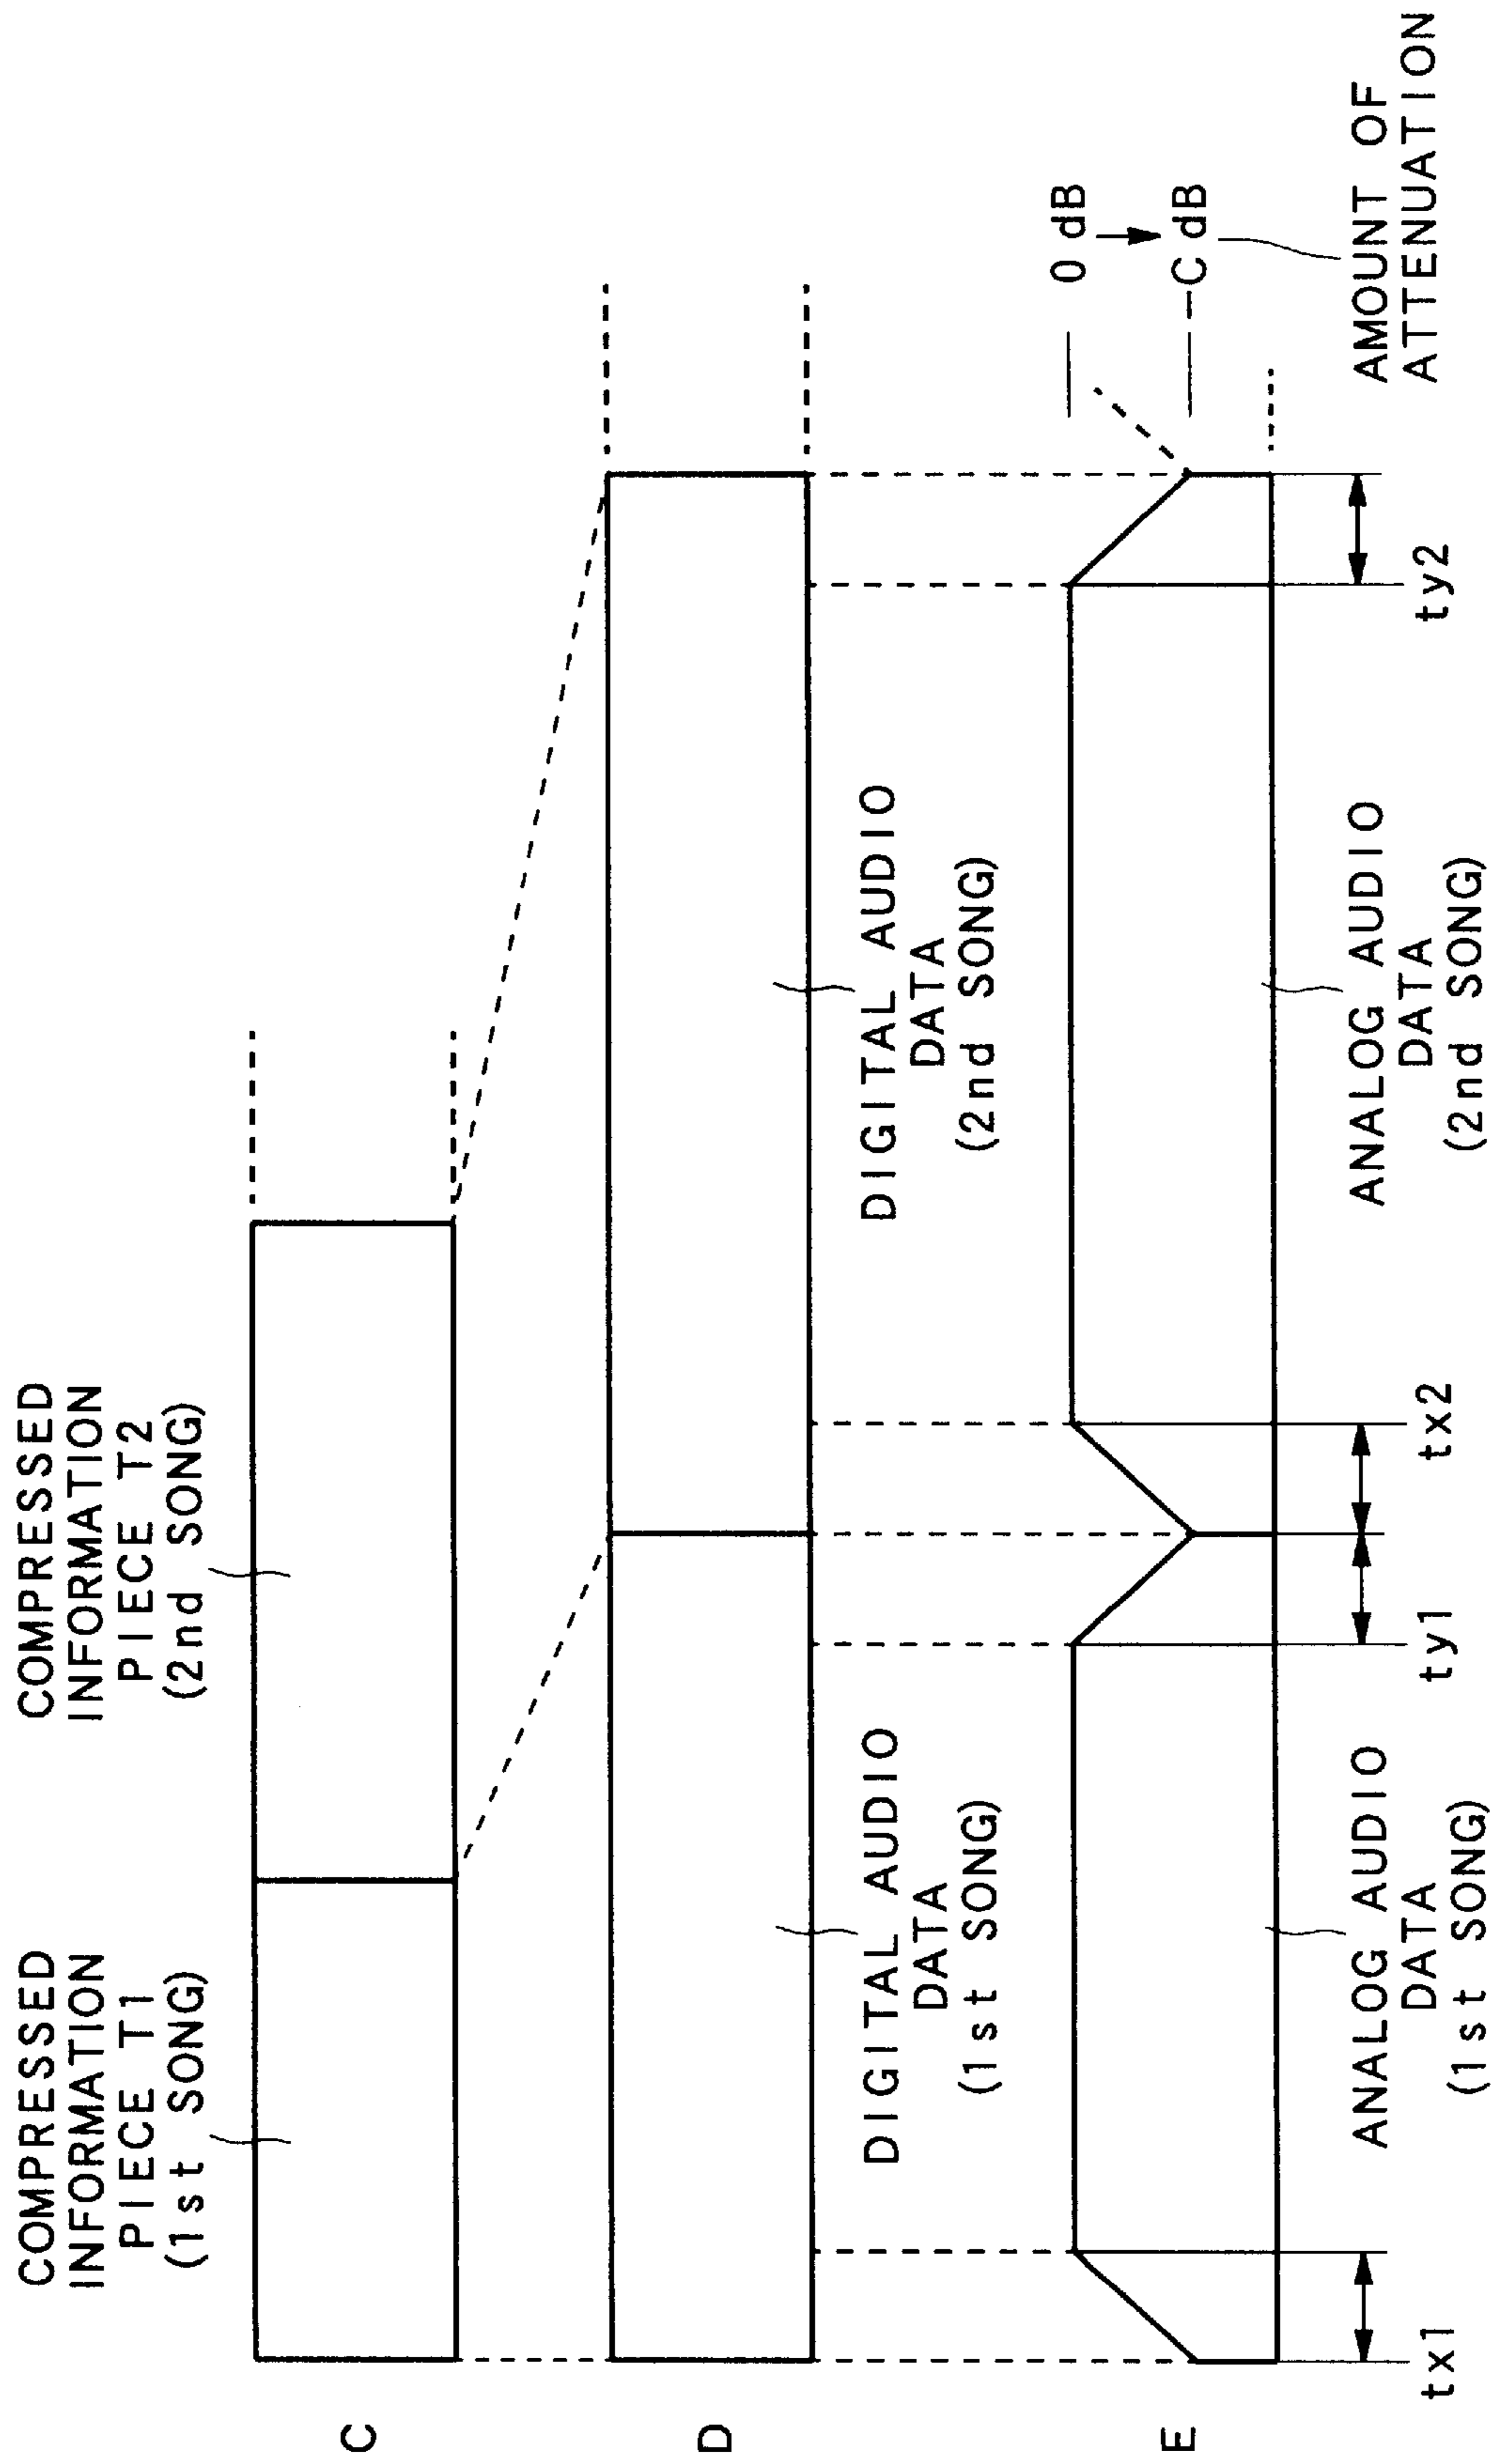 COMPRESSED
INFORMATION
PIECE T1
(1st SONG)
COMPRESSED
INFORMATION
PIECE T2
(2nd SONG)
C
D
DIGITAL AUDIO
DATA
(1st SONG)
DIGITAL AUDIO
DATA
(2nd SONG)
0 dB
-C dB
E
AMOUNT OF
ATTENUATION
tx1
ANALOG AUDIO
DATA
(1st SONG)
ty1
tx2
ANALOG AUDIO
DATA
(2nd SONG)
ty2